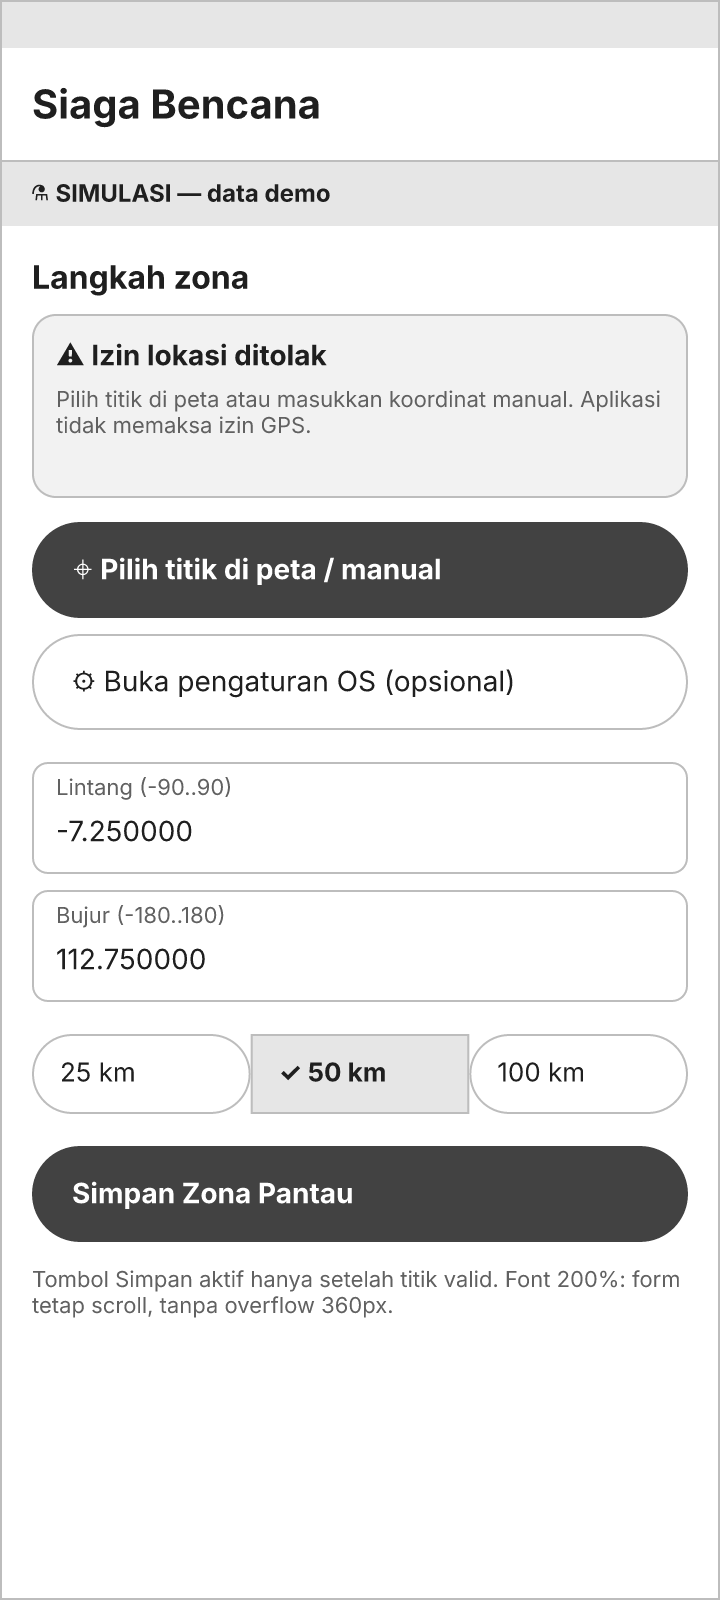 Siaga Bencana
⚗ SIMULASI — data demo
Langkah zona
⚠ Izin lokasi ditolak
Pilih titik di peta atau masukkan koordinat manual. Aplikasi
tidak memaksa izin GPS.
⌖ Pilih titik di peta / manual
⚙ Buka pengaturan OS (opsional)
Lintang (-90..90)
-7.250000
Bujur (-180..180)
112.750000
25 km
✓ 50 km
100 km
Simpan Zona Pantau
Tombol Simpan aktif hanya setelah titik valid. Font 200%: form
tetap scroll, tanpa overflow 360px.